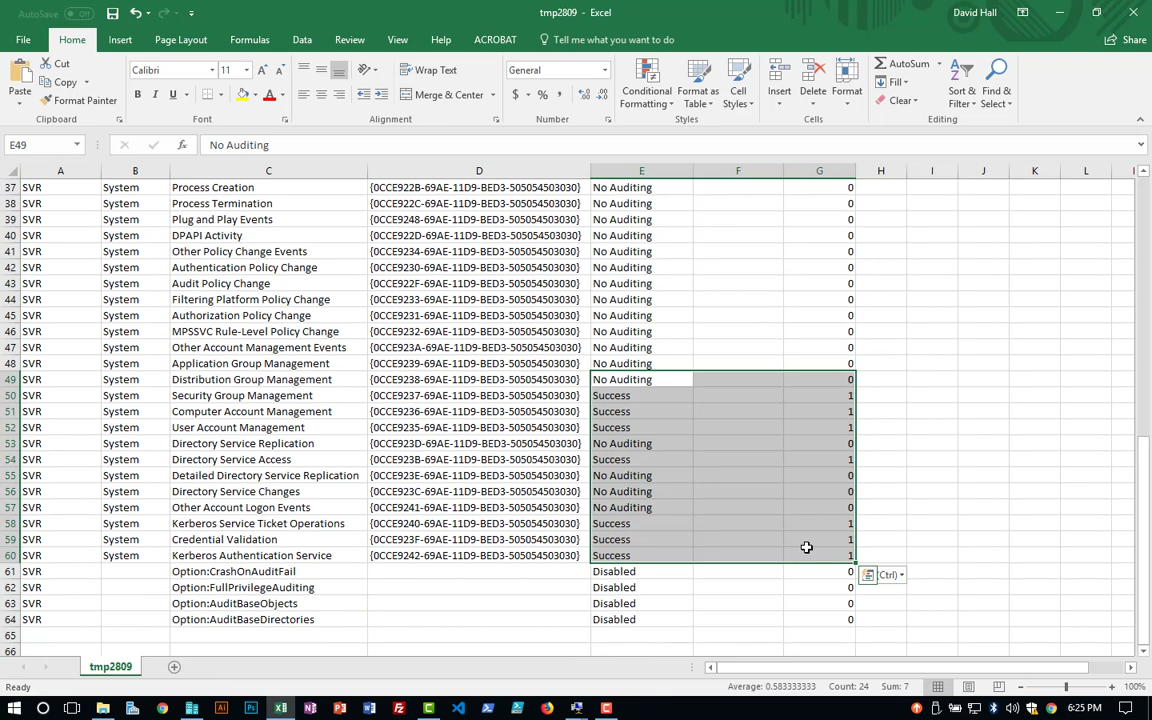 AutoSave Off tmp2809 - Excel David Hall
File Home Insert Page Layout Formulas Data Review View Help ACROBAT Tell me what you want to do Share
Paste Cut Copy Format Painter Clipboard
Calibri 11 A A B I U A Font
Wrap Text Merge & Center Alignment
General $ % , Number
Conditional Formatting Format as Table Cell Styles Styles
Insert Delete Format Cells
AutoSum Fill Clear Sort & Filter Find & Select Editing
E49 fx No Auditing
A B C D E F G H I J K L M
37 SVR System Process Creation {0CCE922B-69AE-11D9-BED3-505054503030} No Auditing 0
38 SVR System Process Termination {0CCE922C-69AE-11D9-BED3-505054503030} No Auditing 0
39 SVR System Plug and Play Events {0CCE9248-69AE-11D9-BED3-505054503030} No Auditing 0
40 SVR System DPAPI Activity {0CCE922D-69AE-11D9-BED3-505054503030} No Auditing 0
41 SVR System Other Policy Change Events {0CCE9234-69AE-11D9-BED3-505054503030} No Auditing 0
42 SVR System Authentication Policy Change {0CCE9230-69AE-11D9-BED3-505054503030} No Auditing 0
43 SVR System Audit Policy Change {0CCE922F-69AE-11D9-BED3-505054503030} No Auditing 0
44 SVR System Filtering Platform Policy Change {0CCE9233-69AE-11D9-BED3-505054503030} No Auditing 0
45 SVR System Authorization Policy Change {0CCE9231-69AE-11D9-BED3-505054503030} No Auditing 0
46 SVR System MPSSVC Rule-Level Policy Change {0CCE9232-69AE-11D9-BED3-505054503030} No Auditing 0
47 SVR System Other Account Management Events {0CCE923A-69AE-11D9-BED3-505054503030} No Auditing 0
48 SVR System Application Group Management {0CCE9239-69AE-11D9-BED3-505054503030} No Auditing 0
49 SVR System Distribution Group Management {0CCE9238-69AE-11D9-BED3-505054503030} No Auditing 0
50 SVR System Security Group Management {0CCE9237-69AE-11D9-BED3-505054503030} Success 1
51 SVR System Computer Account Management {0CCE9236-69AE-11D9-BED3-505054503030} Success 1
52 SVR System User Account Management {0CCE9235-69AE-11D9-BED3-505054503030} Success 1
53 SVR System Directory Service Replication {0CCE923D-69AE-11D9-BED3-505054503030} No Auditing 0
54 SVR System Directory Service Access {0CCE923B-69AE-11D9-BED3-505054503030} Success 1
55 SVR System Detailed Directory Service Replication {0CCE923E-69AE-11D9-BED3-505054503030} No Auditing 0
56 SVR System Directory Service Changes {0CCE923C-69AE-11D9-BED3-505054503030} No Auditing 0
57 SVR System Other Account Logon Events {0CCE9241-69AE-11D9-BED3-505054503030} No Auditing 0
58 SVR System Kerberos Service Ticket Operations {0CCE9240-69AE-11D9-BED3-505054503030} Success 1
59 SVR System Credential Validation {0CCE923F-69AE-11D9-BED3-505054503030} Success 1
60 SVR System Kerberos Authentication Service {0CCE9242-69AE-11D9-BED3-505054503030} Success 1
61 SVR Option:CrashOnAuditFail Disabled 0 (Ctrl)
62 SVR Option:FullPrivilegeAuditing Disabled 0
63 SVR Option:AuditBaseObjects Disabled 0
64 SVR Option:AuditBaseDirectories Disabled 0
65
66
tmp2809
Ready Average: 0.583333333 Count: 24 Sum: 7 100%
6:25 PM